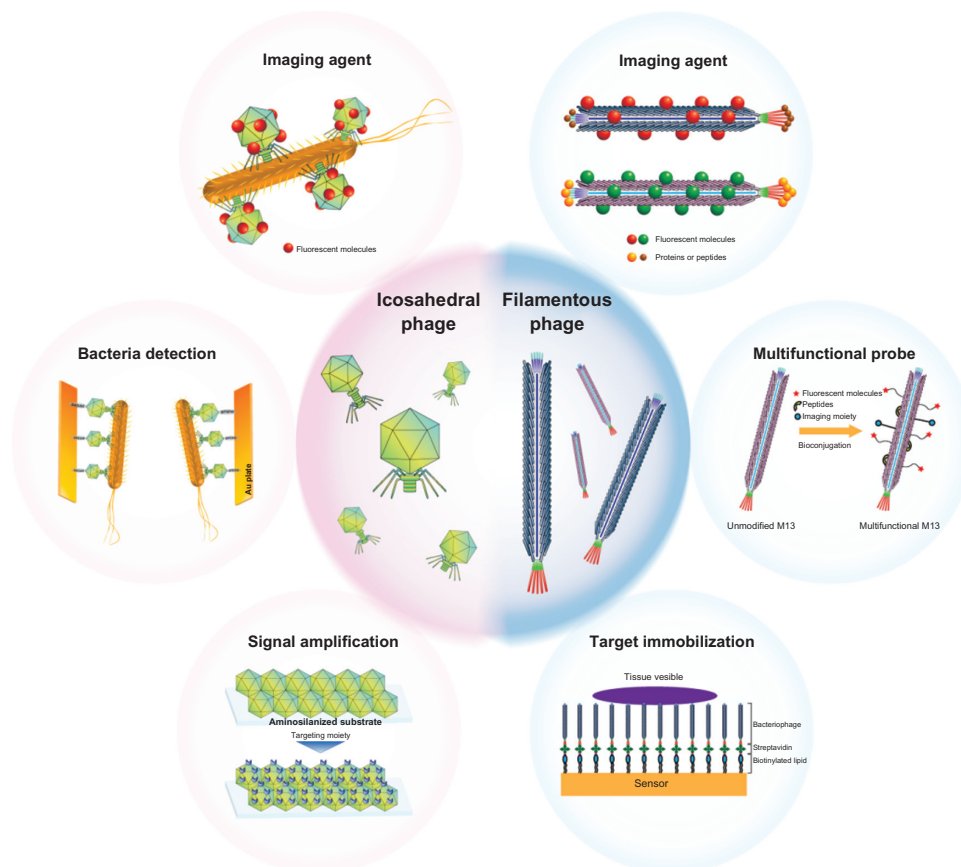 Imaging agent
Fluorescent molecules
Imaging agent
Fluorescent molecules
Proteins or peptides
Icosahedral
phage
Filamentous
phage
Bacteria detection
Au plate
Multifunctional probe
Fluorescent molecules
Peptides
Imaging moiety
Bioconjugation
Unmodified M13
Multifunctional M13
Signal amplification
Aminosilanized substrate
Targeting moiety
Target immobilization
Tissue vesible
Bacteriophage
Streptavidin
Biotinylated lipid
Sensor